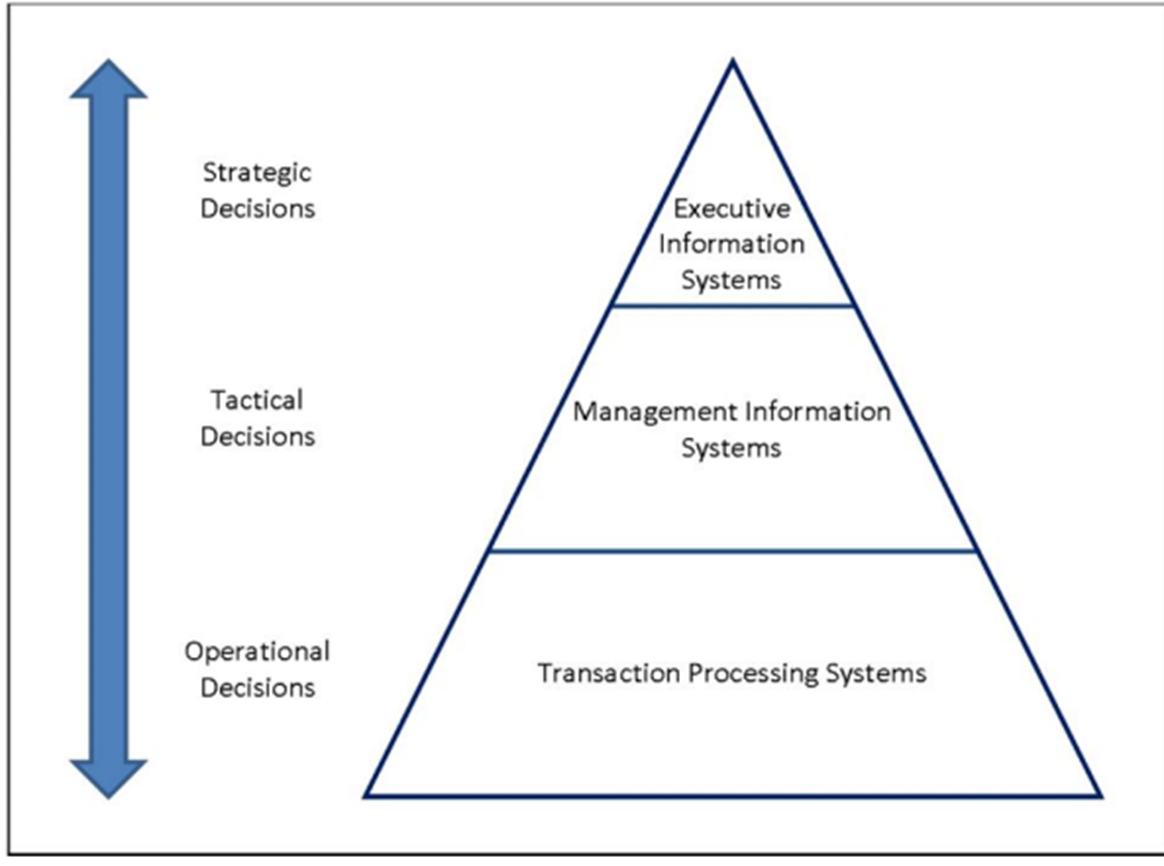 Strategic
Decisions
Executive
Information
Systems
Tactical
Decisions
Management Information
Systems
Operational
Decisions
Transaction Processing Systems